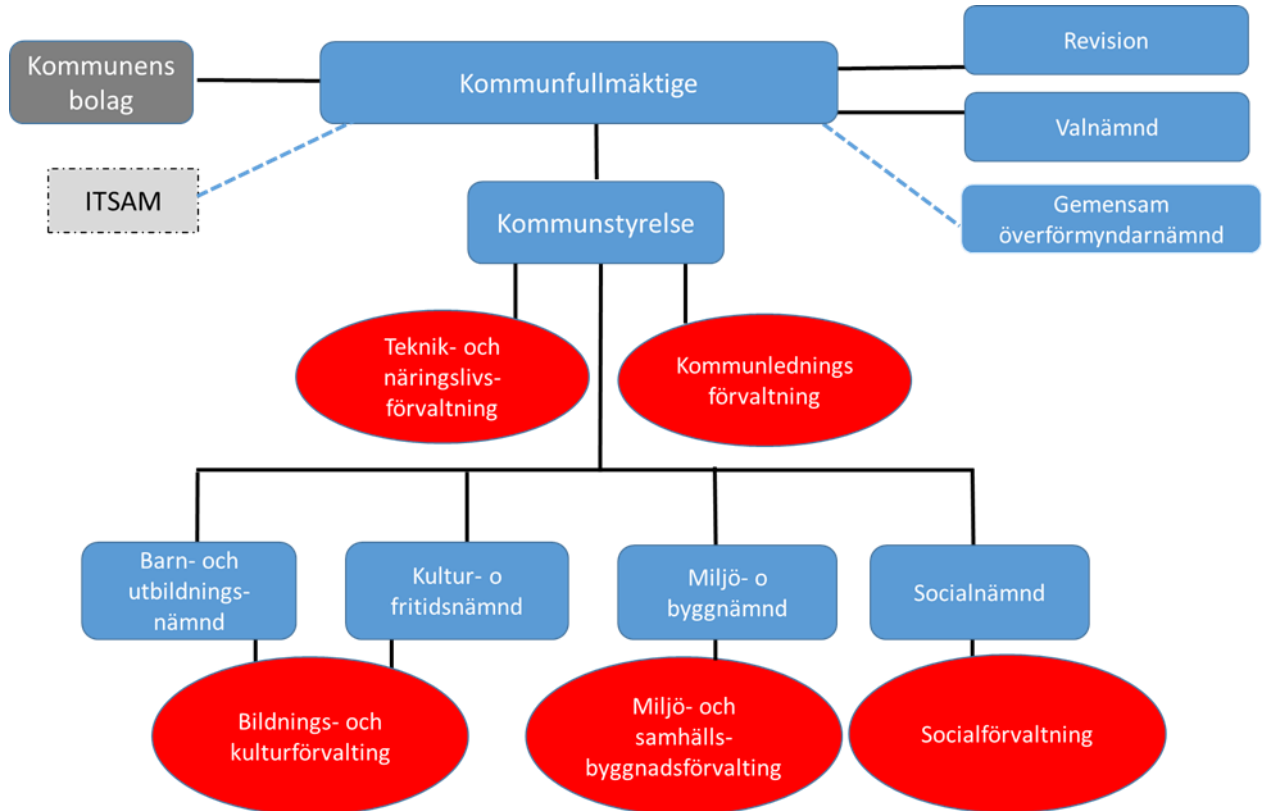 Kommunens
bolag
Kommunfullmäktige
Revision
Valnämnd
ITSAM
Gemensam
överförmyndarnämnd
Kommunstyrelse
Teknik- och
näringslivs-
förvaltning
Kommunlednings
förvaltning
Barn- och
utbildnings-
nämnd
Kultur- o
fritidsnämnd
Miljö- o
byggnämnd
Socialnämnd
Bildnings- och
kulturförvalting
Miljö- och
samhälls-
byggnadsförvalting
Socialförvaltning